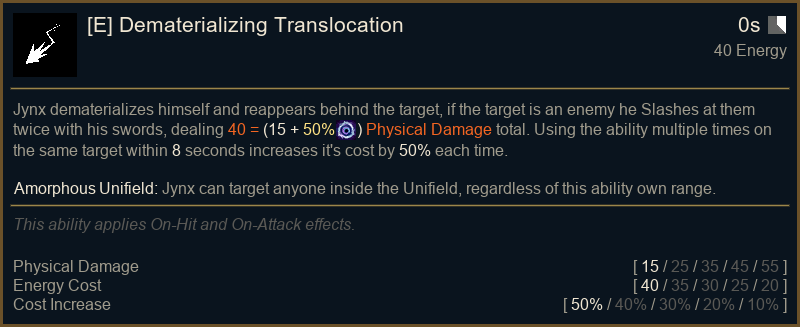 [E] Dematerializing Translocation
0s
40 Energy
Jynx dematerializes himself and reappears behind the target, if the target is an enemy he Slashes at them
twice with his swords, dealing 40 = (15 + 50% ) Physical Damage total. Using the ability multiple times on
the same target within 8 seconds increases it's cost by 50% each time.
Amorphous Unifield: Jynx can target anyone inside the Unifield, regardless of this ability own range.
This ability applies On-Hit and On-Attack effects.
Physical Damage [ 15 / 25 / 35 / 45 / 55 ]
Energy Cost [ 40 / 35 / 30 / 25 / 20 ]
Cost Increase [ 50% / 40% / 30% / 20% / 10% ]